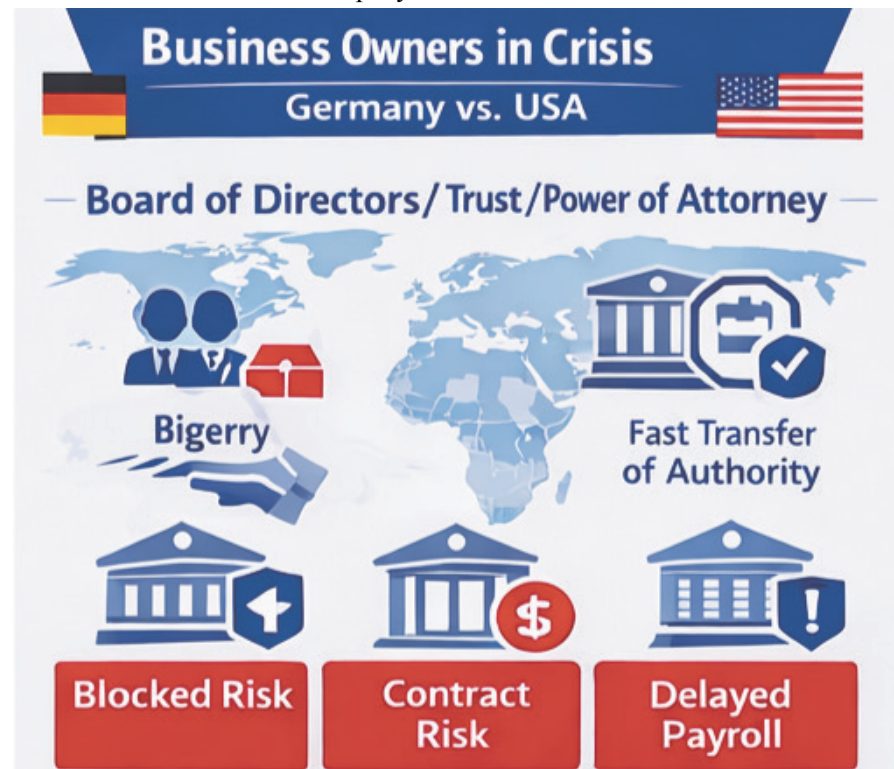 Business Owners in Crisis
Germany vs. USA
Board of Directors/Trust/Power of Attorney
Bigerry
Fast Transfer
of Authority
$
!
Blocked Risk
Contract
Risk
Delayed
Payroll